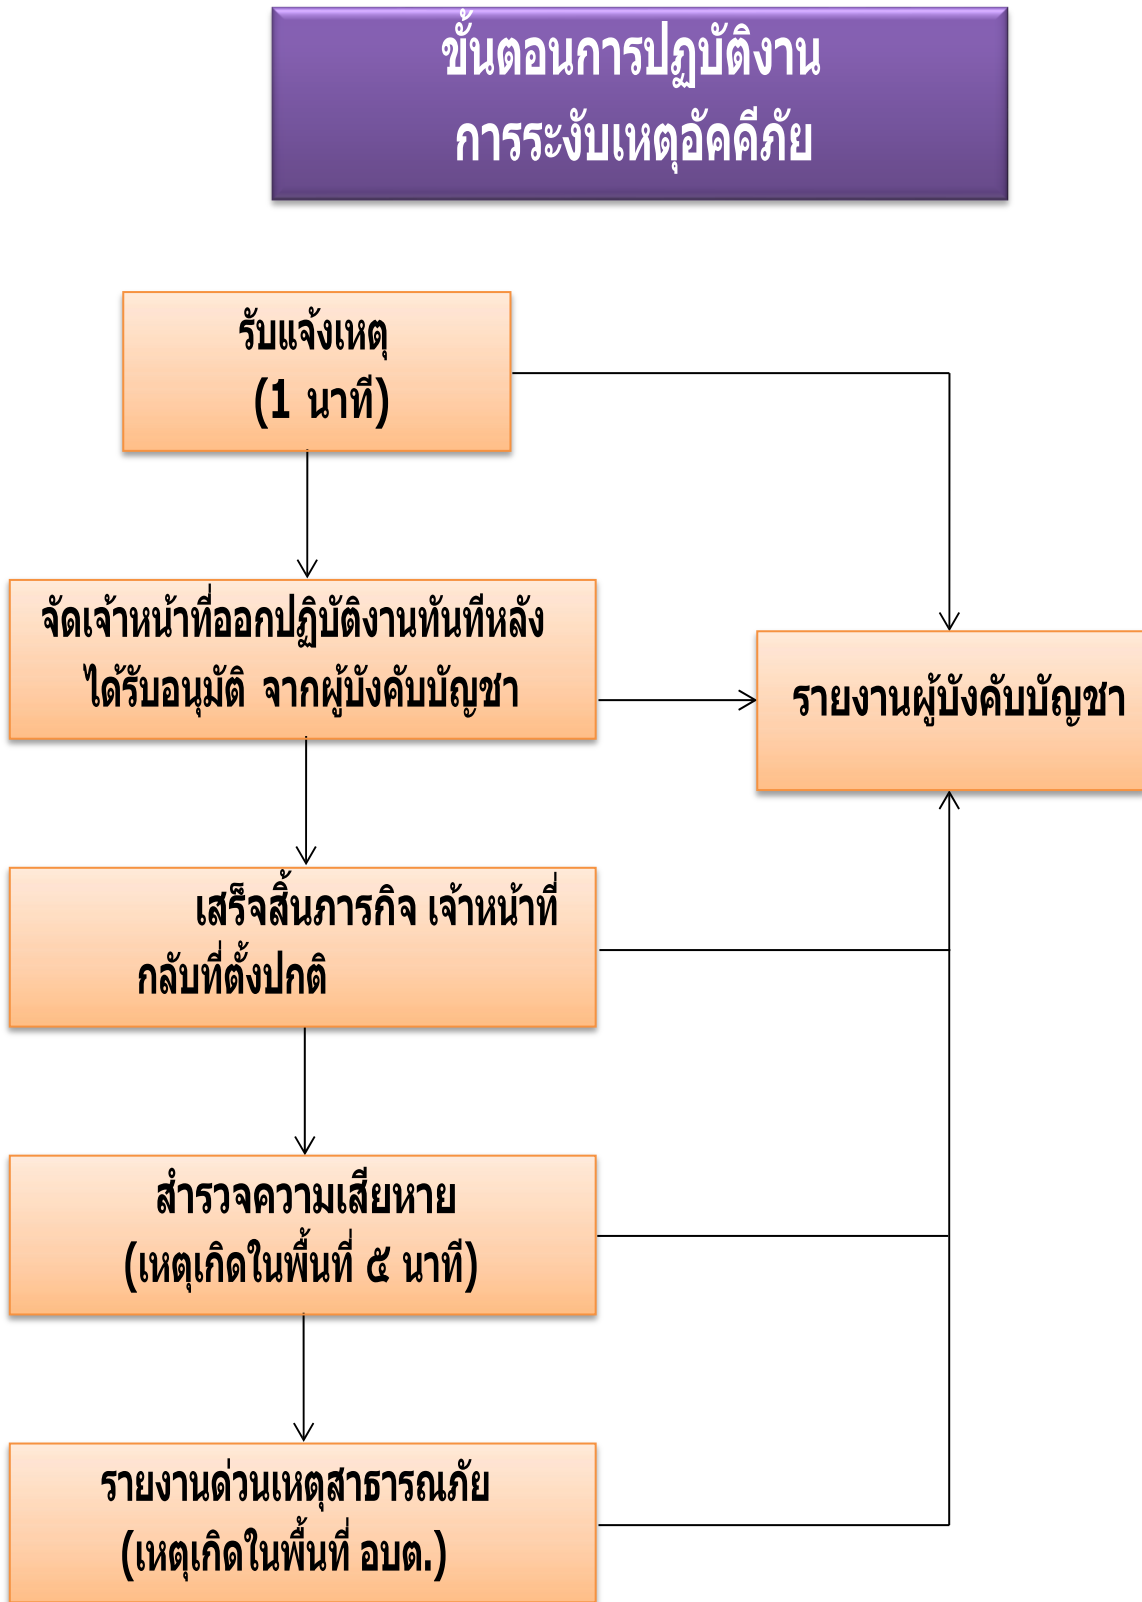 ขั้นตอนการปฏบัติงาน
การระงับเหตุอัคคีภัย
รับแจ้งเหตุ
(1 นาที)
จัดเจ้าหน้าที่ออกปฏิบัติงานทันทีหลัง
ได้รับอนุมัติ จากผู้บังคับบัญชา
รายงานผู้บังคับบัญชา
เสร็จสิ้นภารกิจ เจ้าหน้าที่
กลับที่ตั้งปกติ
สำรวจความเสียหาย
(เหตุเกิดในพื้นที่ ๕ นาที)
รายงานด่วนเหตุสาธารณภัย
(เหตุเกิดในพื้นที่ อบต.)